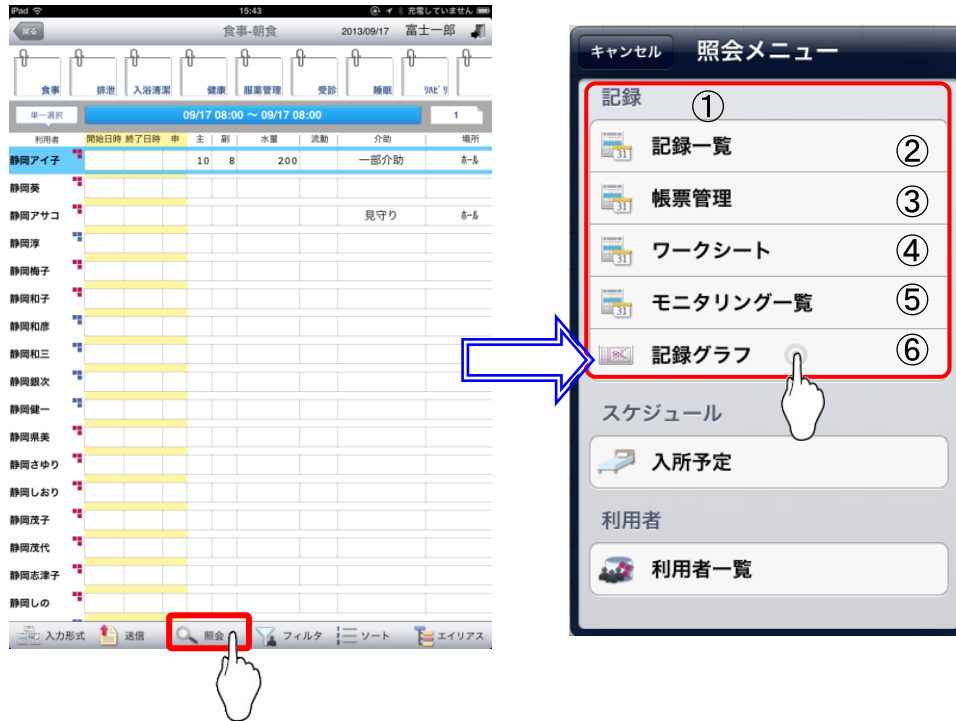 iPad 15:43 充電していません
戻る 食事-朝食 2013/09/17 富士一郎
食事 排泄 入浴清潔 健康 服薬管理 受診 睡眠 ﾘﾊﾋﾞﾘ
単一選択 09/17 08:00 ～ 09/17 08:00 1
利用者 開始日時 終了日時 申 主 副 水量 流動 介助 場所
静岡アイ子 10 8 200 一部介助 ﾎｰﾙ
静岡葵
静岡アサコ 見守り ﾎｰﾙ
静岡淳
静岡梅子
静岡和子
静岡和彦
静岡和三
静岡銀次
静岡健一
静岡県美
静岡さゆり
静岡しおり
静岡茂子
静岡茂代
静岡志津子
静岡しの
入力形式 送信 照会 フィルタ ソート エイリアス
キャンセル 照会メニュー
記録 ①
31 記録一覧 ②
31 帳票管理 ③
31 ワークシート ④
31 モニタリング一覧 ⑤
記録グラフ ⑥
スケジュール
入所予定
利用者
利用者一覧